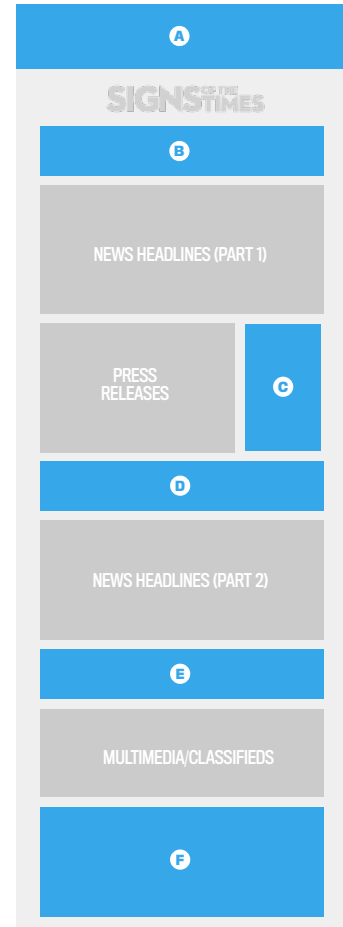 A
SIGNS OF THE TIMES
B
NEWS HEADLINES (PART 1)
PRESS
RELEASES
C
D
NEWS HEADLINES (PART 2)
E
MULTIMEDIA/CLASSIFIEDS
F